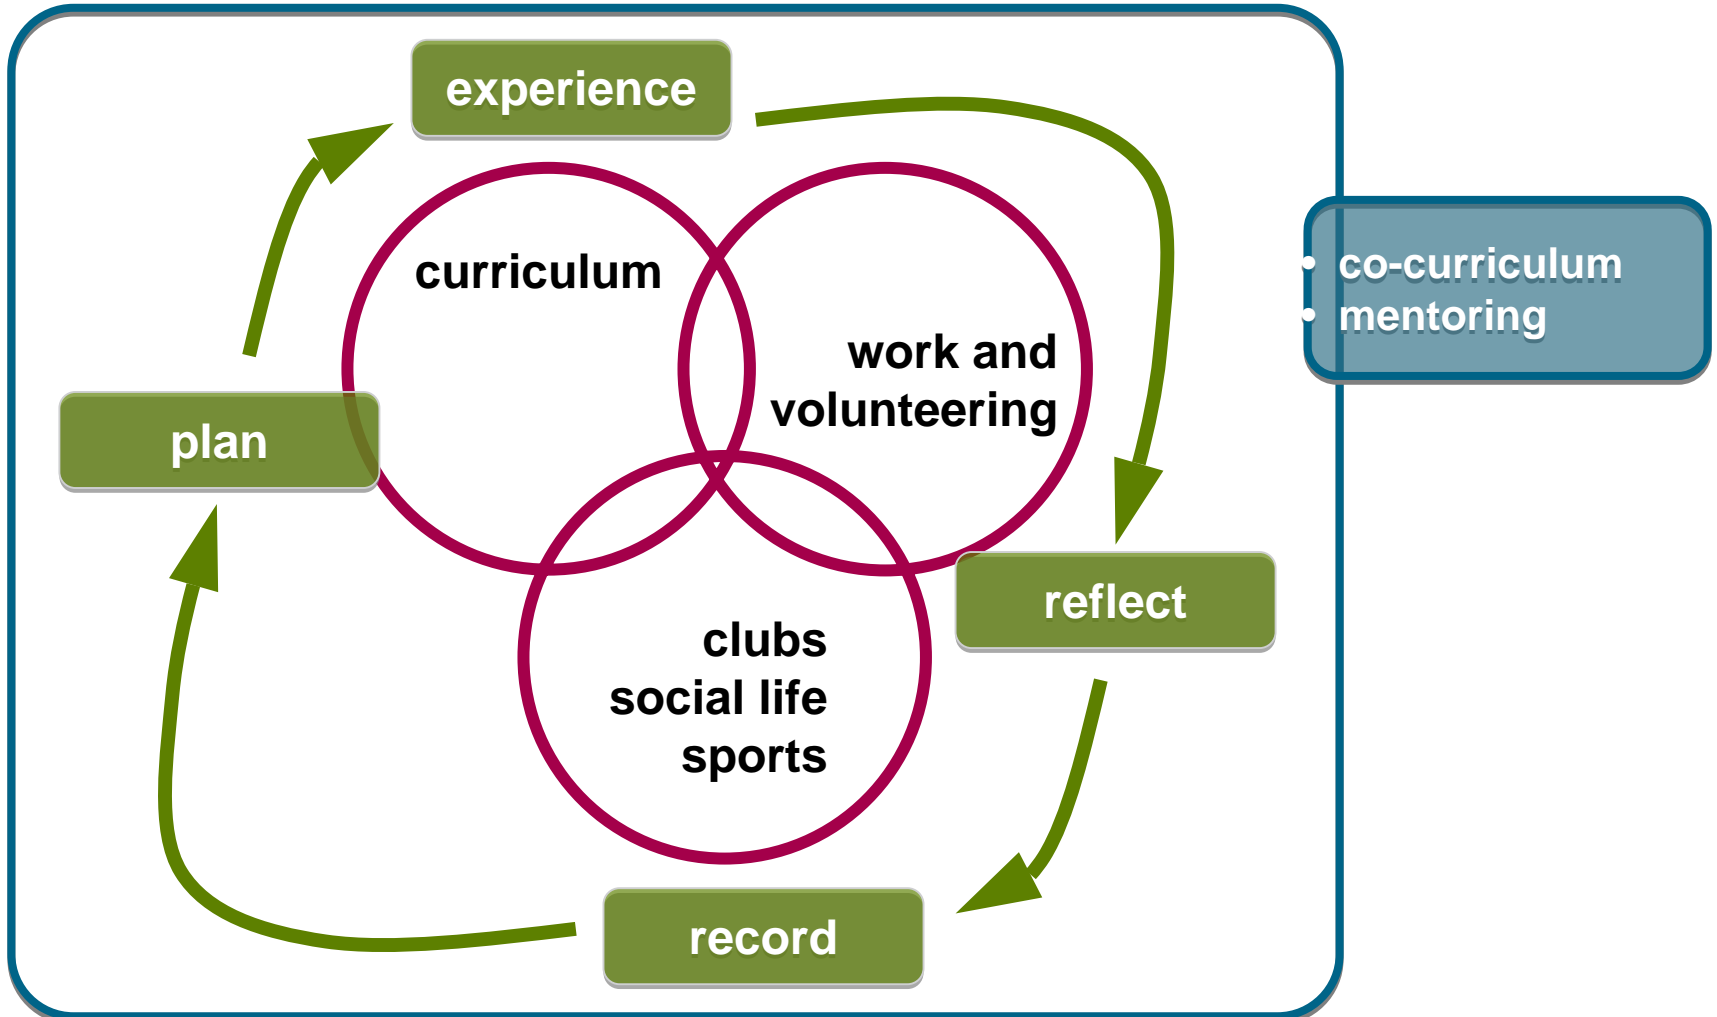 experience
curriculum
work and
volunteering
• co-curriculum
• mentoring
plan
reflect
clubs
social life
sports
record